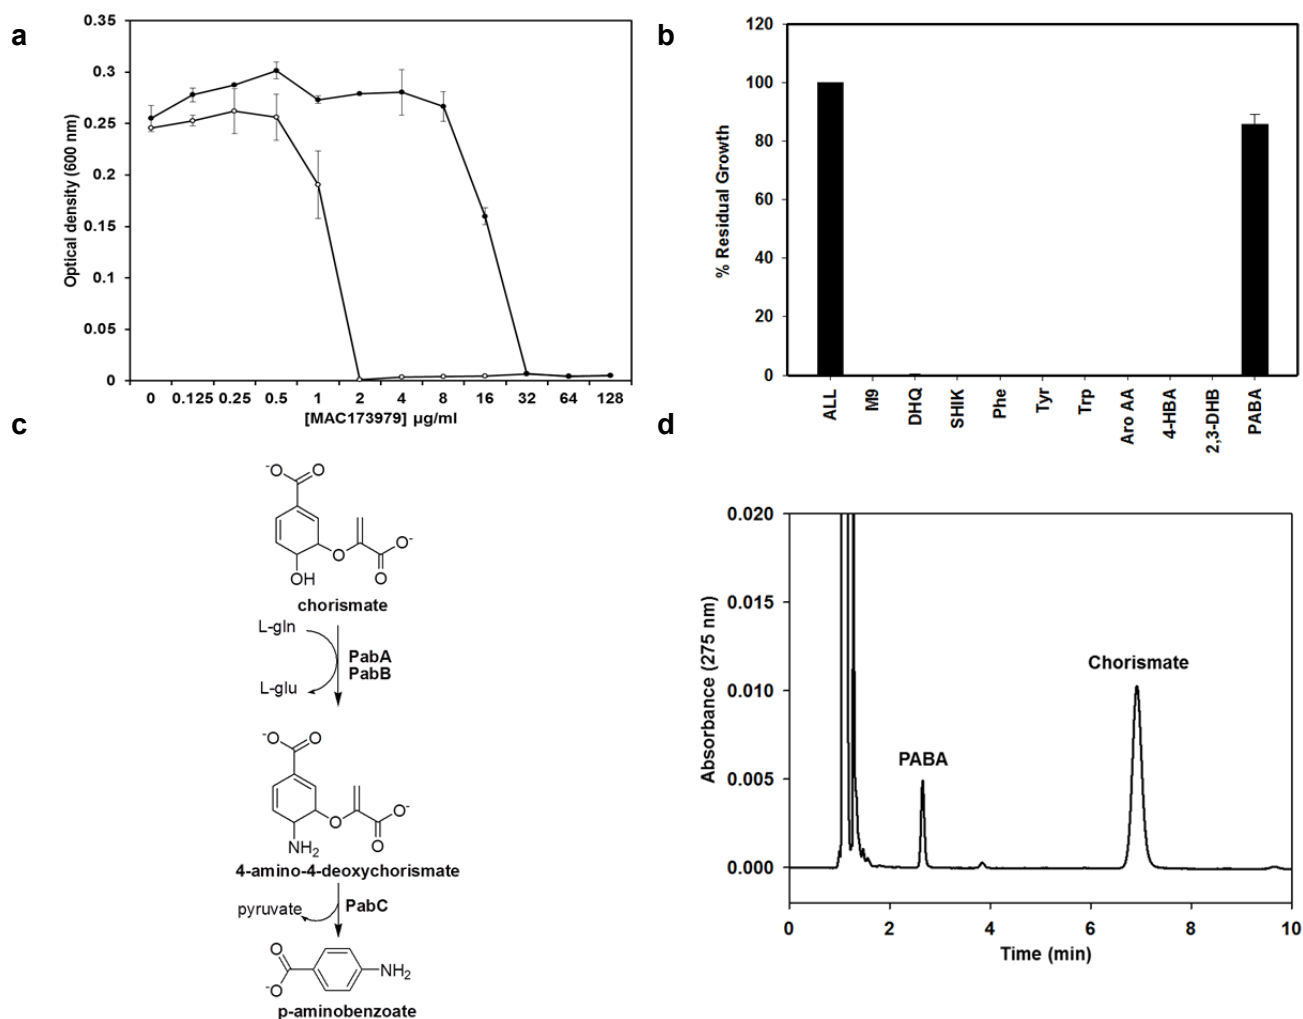 a
0.35
0.3
0.25
0.2
0.15
0.1
0.05
0
Optical density (600 nm)
0 0.125 0.25 0.5 1 2 4 8 16 32 64 128
[MAC173979] µg/ml
b
120
100
80
60
40
20
0
% Residual Growth
ALL M9 DHQ SHIK Phe Tyr Trp Aro AA 4-HBA 2,3-DHB PABA
c
-O O
O O-
OH O
chorismate
L-gln
PabA
PabB
L-glu
-O O
O O-
NH2 O
4-amino-4-deoxychorismate
pyruvate PabC
O
NH2
-O
p-aminobenzoate
d
0.020
0.015
0.010
0.005
0.000
Absorbance (275 nm)
Chorismate
PABA
0 2 4 6 8 10
Time (min)